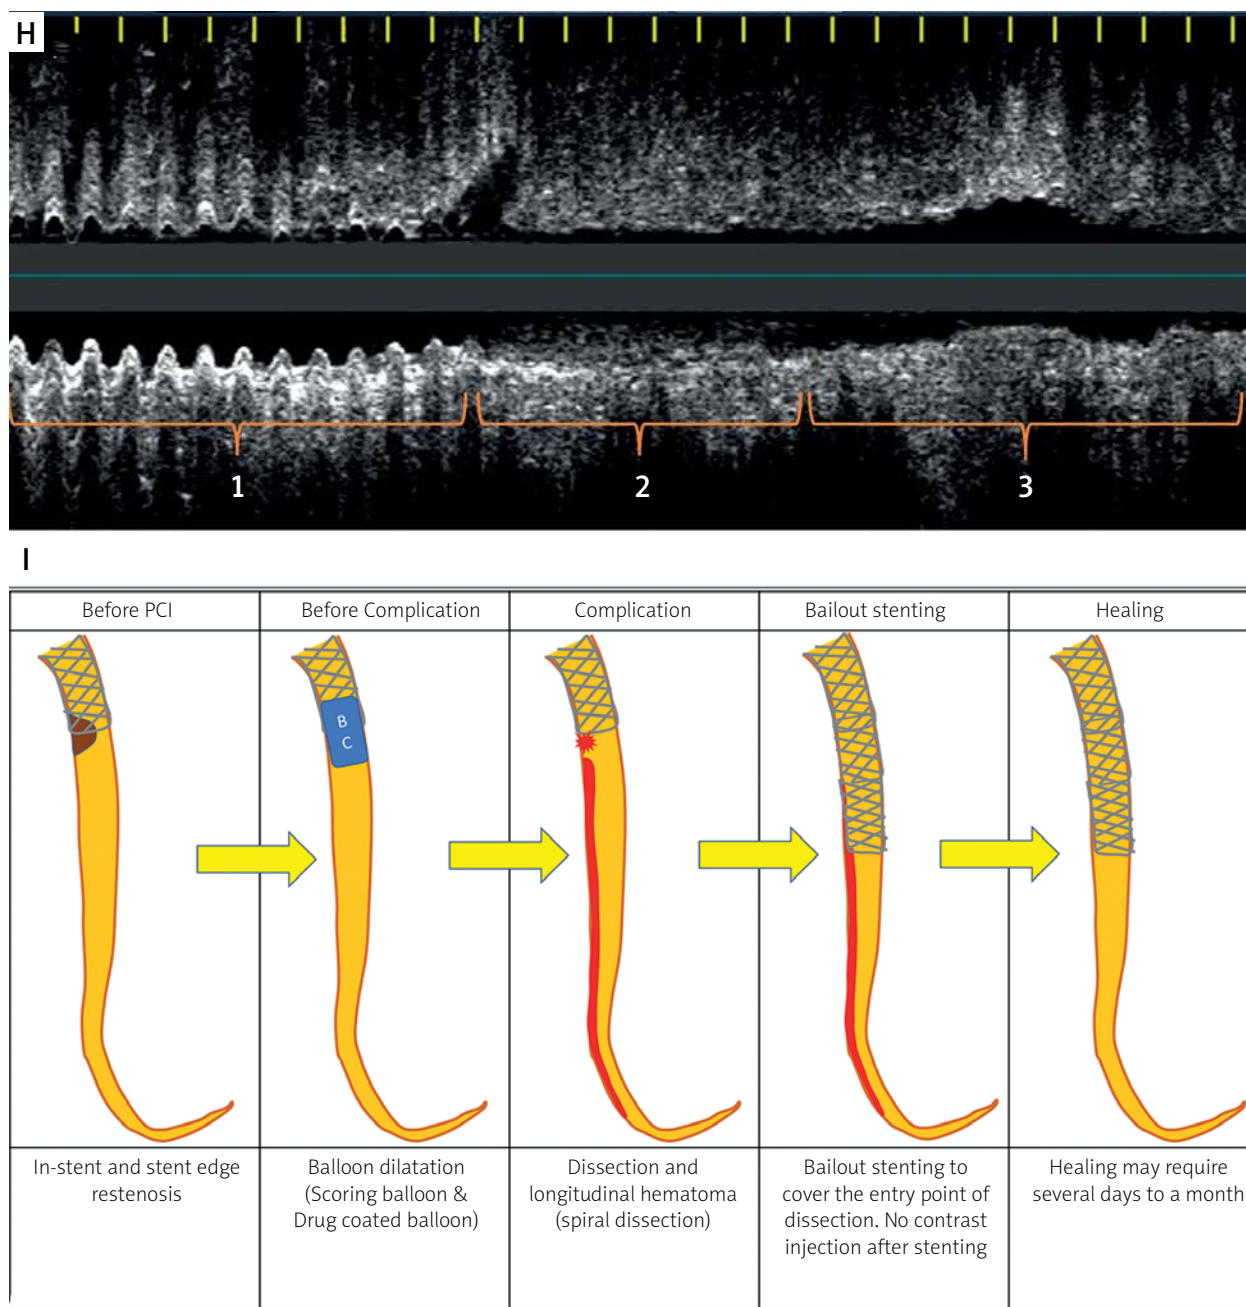 H
1
2
3
I
Before PCI
Before Complication
Complication
Bailout stenting
Healing
B
C
In-stent and stent edge
restenosis
Balloon dilatation
(Scoring balloon &
Drug coated balloon)
Dissection and
longitudinal hematoma
(spiral dissection)
Bailout stenting to
cover the entry point of
dissection. No contrast
injection after stenting
Healing may require
several days to a month